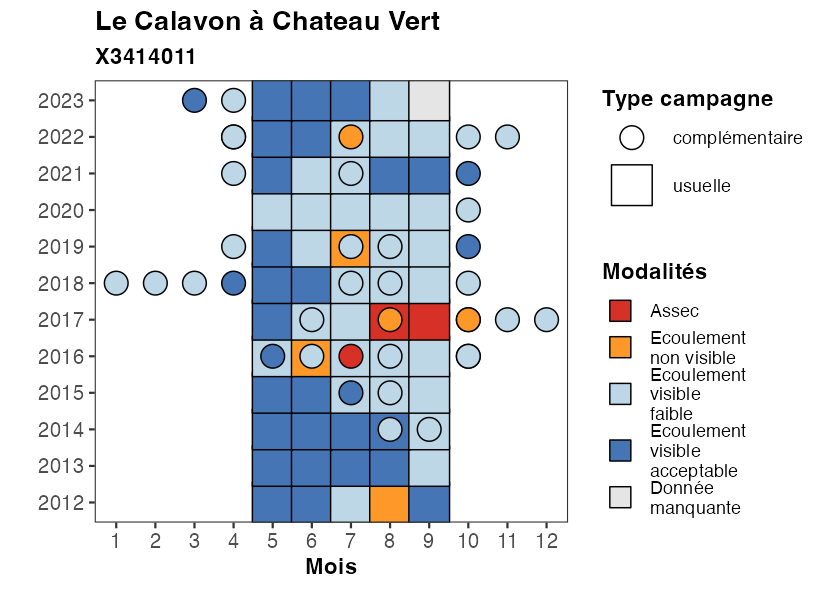 Le Calavon à Chateau Vert
X3414011
2023
2022
2021
2020
2019
2018
2017
2016
2015
2014
2013
2012
1 2 3 4 5 6 7 8 9 10 11 12
Mois
Type campagne
complémentaire
usuelle
Modalités
Assec
Ecoulement
non visible
Ecoulement
visible
faible
Ecoulement
visible
acceptable
Donnée
manquante